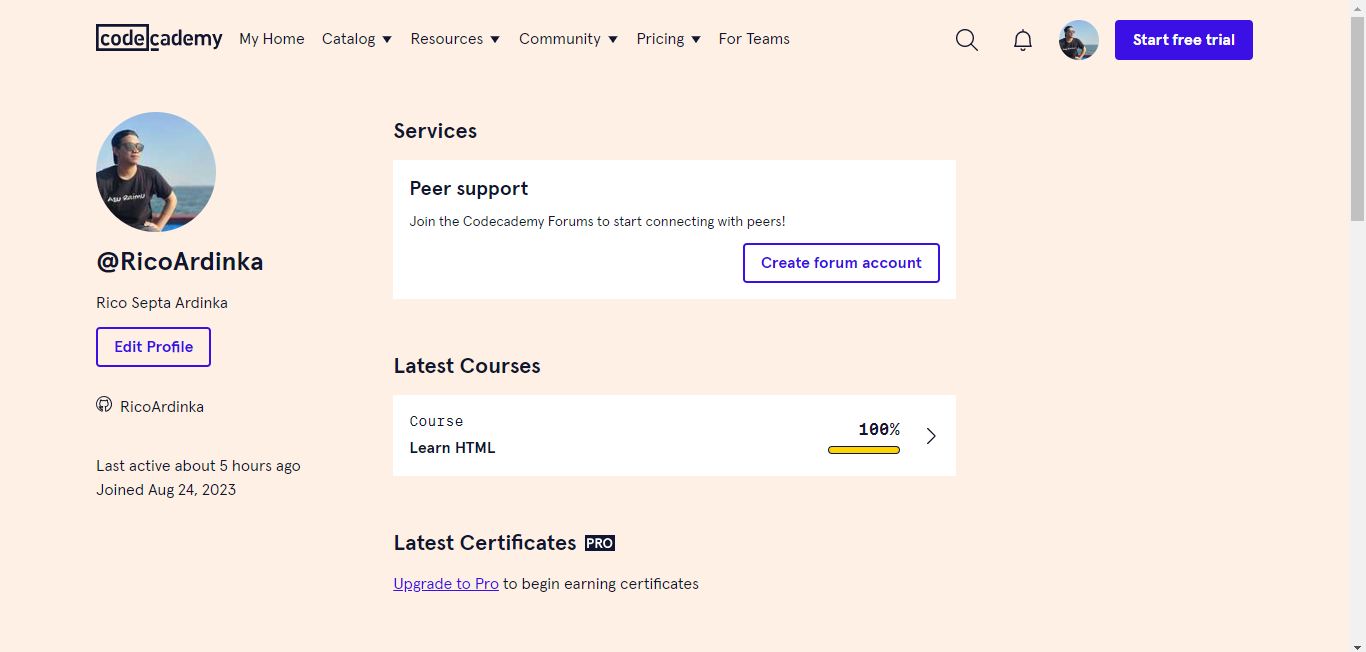 codecademy My Home Catalog Resources Community Pricing For Teams Start free trial
@RicoArdinka
Rico Septa Ardinka
Edit Profile
RicoArdinka
Last active about 5 hours ago
Joined Aug 24, 2023
Services
Peer support
Join the Codecademy Forums to start connecting with peers!
Create forum account
Latest Courses
Course
Learn HTML
100%
Latest Certificates PRO
Upgrade to Pro to begin earning certificates